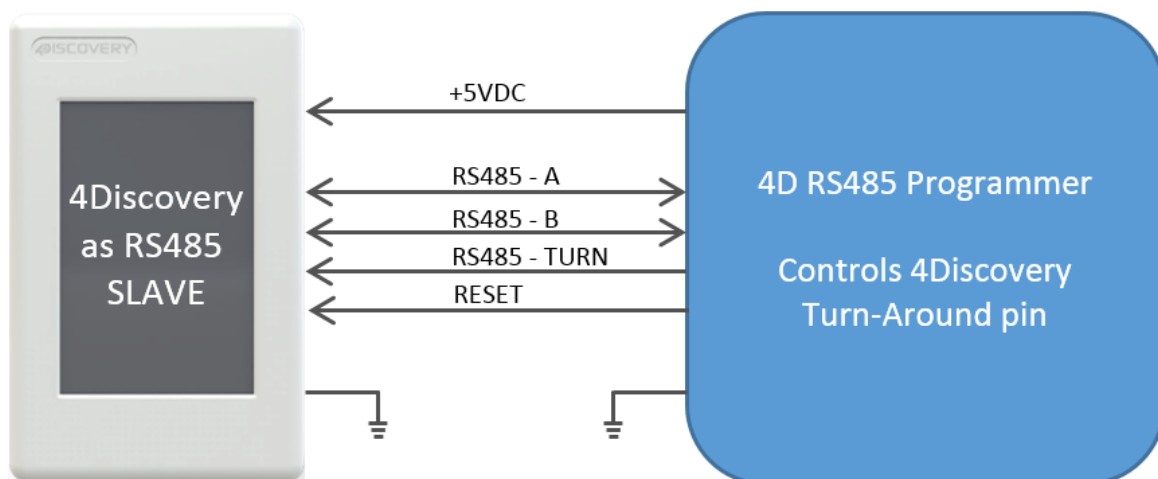 4DISCOVERY
4Discovery
as RS485
SLAVE
+5VDC
RS485 - A
RS485 - B
RS485 - TURN
RESET
4D RS485 Programmer
Controls 4Discovery
Turn-Around pin